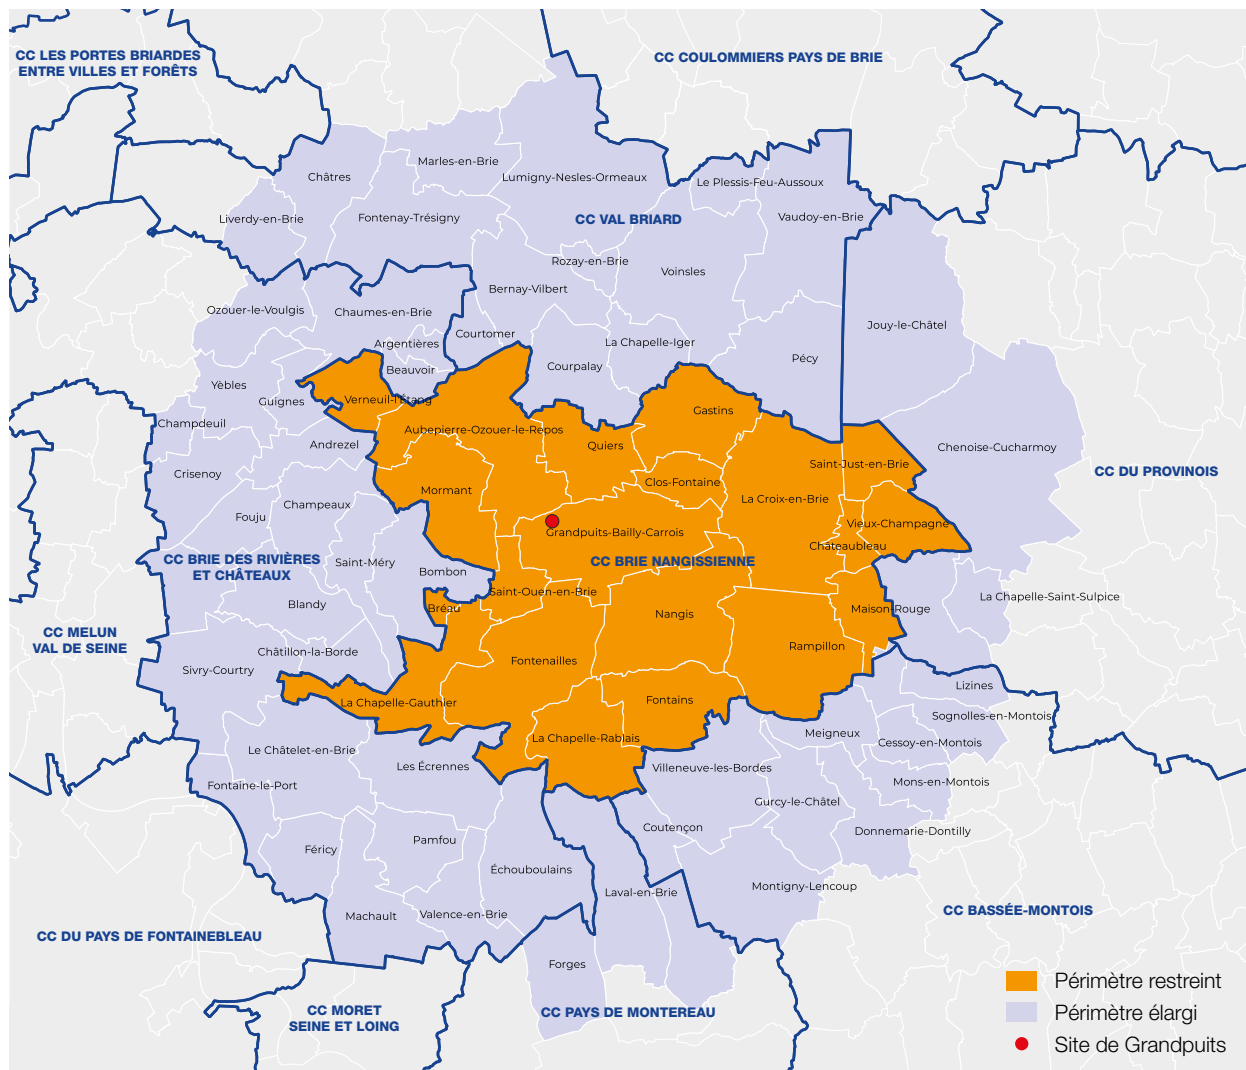 CC LES PORTES BRIARDES
ENTRE VILLES ET FORÊTS
CC COULOMMIERS PAYS DE BRIE
Marles-en-Brie
Châtres
Lumigny-Nesles-Ormeaux
Le Plessis-Feu-Aussoux
Liverdy-en-Brie
Fontenay-Trésigny
CC VAL BRIARD
Vaudoy-en-Brie
Rozay-en-Brie
Voinsles
Bernay-Vilbert
Ozouer-le-Voulgis
Chaumes-en-Brie
Jouy-le-Châtel
Courtomer
Argentières
La Chapelle-Iger
Pécy
Beauvoir
Courpalay
Yèbles
Guignes
Verneuil-l'Étang
Gastins
Champdeuil
Aubepierre-Ozouer-le-Repos
Andrezel
Quiers
Chenoise-Cucharmoy
Saint-Just-en-Brie
CC DU PROVINOIS
Crisenoy
Clos-Fontaine
Mormant
La Croix-en-Brie
Champeaux
Fouju
Vieux-Champagne
Grandpuits-Bailly-Carrois
Châteaubleau
CC BRIE DES RIVIÈRES
ET CHÂTEAUX
Saint-Méry
CC BRIE NANGISSIENNE
Bombon
Saint-Ouen-en-Brie
La Chapelle-Saint-Sulpice
Blandy
Bréau
Nangis
Maison-Rouge
CC MELUN
VAL DE SEINE
Châtillon-la-Borde
Rampillon
Fontenailles
Sivry-Courtry
Lizines
La Chapelle-Gauthier
Fontains
Sognolles-en-Montois
Meigneux
La Chapelle-Rablais
Cessoy-en-Montois
Le Châtelet-en-Brie
Les Écrennes
Villeneuve-les-Bordes
Fontaine-le-Port
Mons-en-Montois
Gurcy-le-Châtel
Coutençon
Donnemarie-Dontilly
Pamfou
Féricy
Échouboulains
Montigny-Lencoup
Laval-en-Brie
Machault
Valence-en-Brie
CC BASSÉE-MONTOIS
CC DU PAYS DE FONTAINEBLEAU
Forges
CC MORET
SEINE ET LOING
CC PAYS DE MONTEREAU
Périmètre restreint
Périmètre élargi
Site de Grandpuits